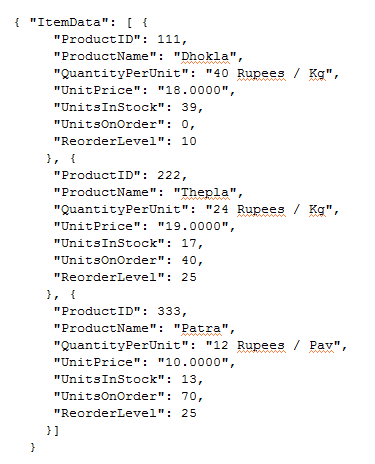 { "ItemData": [ {
"ProductID": 111,
"ProductName": "Dhokla",
"QuantityPerUnit": "40 Rupees / Kg",
"UnitPrice": "18.0000",
"UnitsInStock": 39,
"UnitsOnOrder": 0,
"ReorderLevel": 10
}, {
"ProductID": 222,
"ProductName": "Thepla",
"QuantityPerUnit": "24 Rupees / Kg",
"UnitPrice": "19.0000",
"UnitsInStock": 17,
"UnitsOnOrder": 40,
"ReorderLevel": 25
}, {
"ProductID": 333,
"ProductName": "Patra",
"QuantityPerUnit": "12 Rupees / Pav",
"UnitPrice": "10.0000",
"UnitsInStock": 13,
"UnitsOnOrder": 70,
"ReorderLevel": 25
}]
}